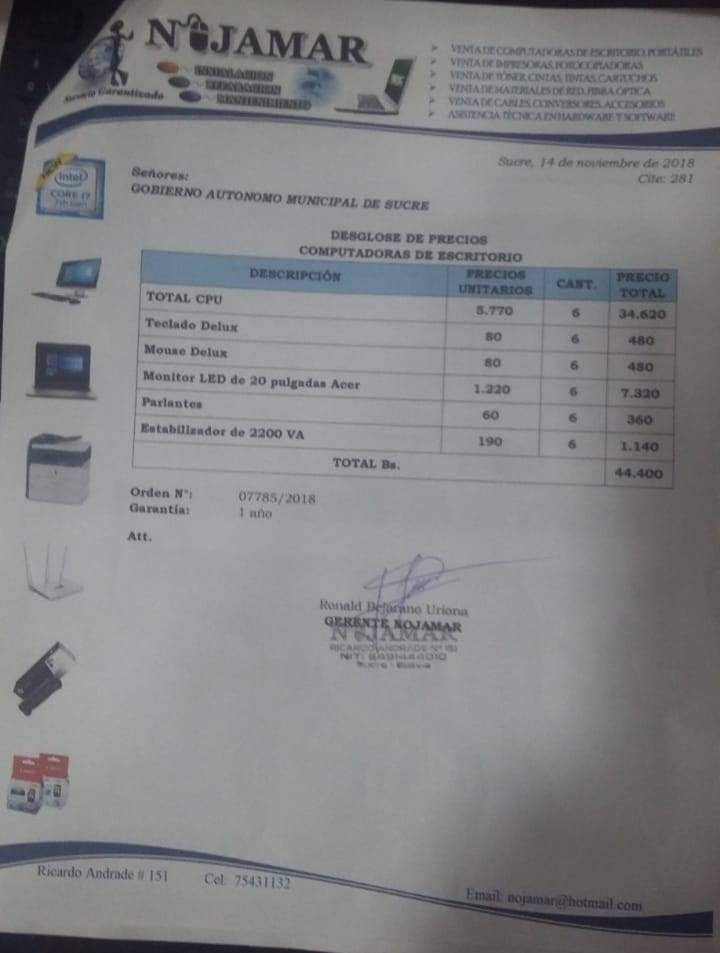 NOJAMAR
INSTALACION
REPARACION
MANTENIMIENTO
Servicio Garantizado
➢ VENTA DE COMPUTADORAS DE ESCRITORIO, PORTÁTILES
➢ VENTA DE IMPRESORAS, FOTOCOPIADORAS
➢ VENTA DE TÓNER, CINTAS, TINTAS, CARTUCHOS
➢ VENTA DE MATERIALES DE RED, FIBRA ÓPTICA
➢ VENTA DE CABLES, CONVERSORES, ACCESORIOS
➢ ASISTENCIA TÉCNICA EN HARDWARE Y SOFTWARE
Sucre, 14 de noviembre de 2018
Cite: 281
Señores:
GOBIERNO AUTONOMO MUNICIPAL DE SUCRE
intel
CORE i7
7th Gen
DESGLOSE DE PRECIOS
COMPUTADORAS DE ESCRITORIO
DESCRIPCIÓN PRECIOS UNITARIOS CANT. PRECIO TOTAL
TOTAL CPU 5.770 6 34.620
Teclado Delux 80 6 480
Mouse Delux 80 6 480
Monitor LED de 20 pulgadas Acer 1.220 6 7.320
Parlantes 60 6 360
Estabilizador de 2200 VA 190 6 1.140
TOTAL Bs. 44.400
Orden N°: 07785/2018
Garantía: 1 año
Att.
Ronald Dejarano Uriona
GERENTE NOJAMAR
NOJAMAR
RICARDO ANDRADE Nº 151
Sucre - Bolivia
Ricardo Andrade # 151 Cel: 75431132 Email: nojamar@hotmail.com